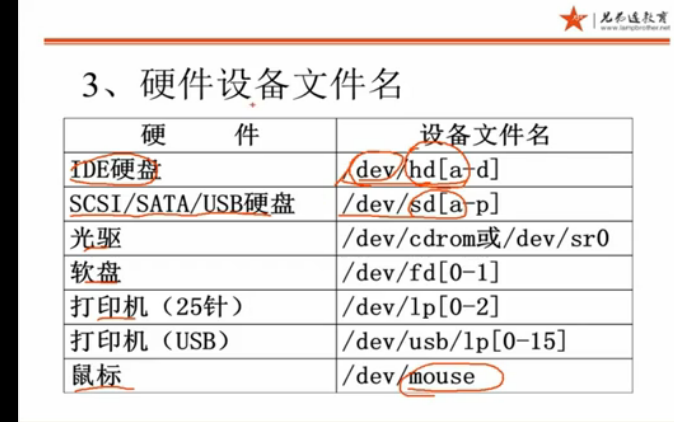 兄弟连教育
www.lampbrother.net
3、硬件设备文件名
硬 件 设备文件名
IDE硬盘 /dev/hd[a-d]
SCSI/SATA/USB硬盘 /dev/sd[a-p]
光驱 /dev/cdrom或/dev/sr0
软盘 /dev/fd[0-1]
打印机（25针） /dev/lp[0-2]
打印机（USB） /dev/usb/lp[0-15]
鼠标 /dev/mouse